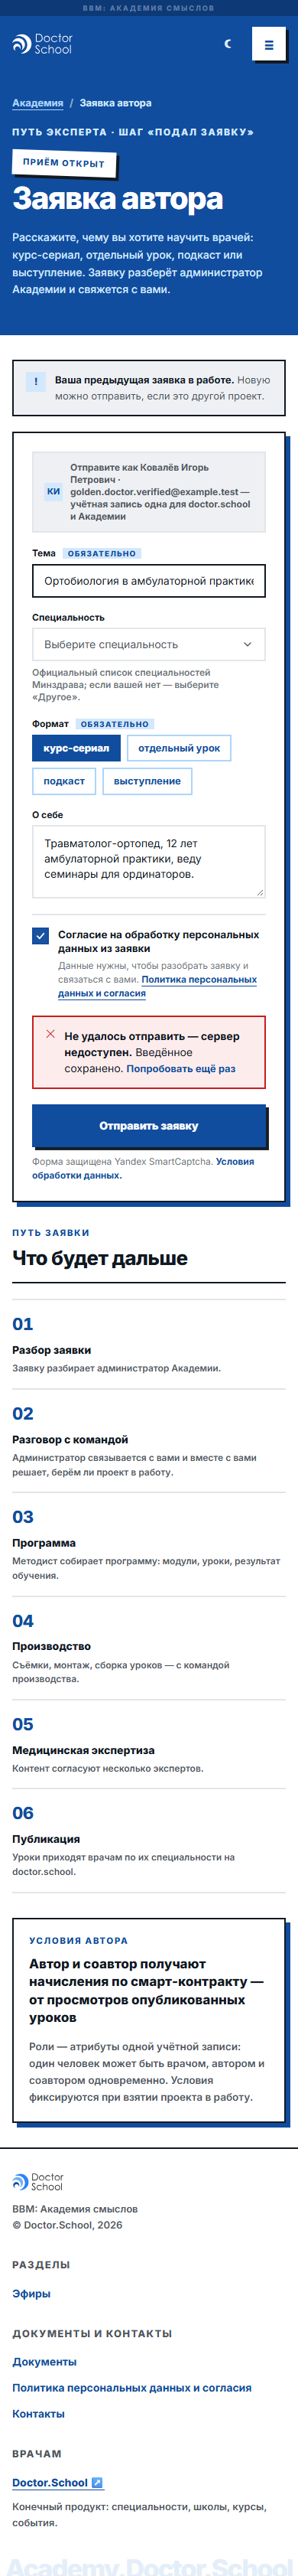 ВВМ: АКАДЕМИЯ СМЫСЛОВ
Doctor
School
Академия / Заявка автора
ПУТЬ ЭКСПЕРТА · ШАГ «ПОДАЛ ЗАЯВКУ»
ПРИЁМ ОТКРЫТ
Заявка автора
Расскажите, чему вы хотите научить врачей:
курс-сериал, отдельный урок, подкаст или
выступление. Заявку разберёт администратор
Академии и свяжется с вами.
! Ваша предыдущая заявка в работе. Новую
можно отправить, если это другой проект.
Отправите как Ковалёв Игорь
Петрович ·
КИ golden.doctor.verified@example.test —
учётная запись одна для doctor.school
и Академии
Тема ОБЯЗАТЕЛЬНО
Ортобиология в амбулаторной практике
Специальность
Выберите специальность
Официальный список специальностей
Минздрава; если вашей нет — выберите
«Другое».
Формат ОБЯЗАТЕЛЬНО
курс-сериал отдельный урок
подкаст выступление
О себе
Травматолог-ортопед, 12 лет
амбулаторной практики, веду
семинары для ординаторов.
Согласие на обработку персональных
данных из заявки
Данные нужны, чтобы разобрать заявку и
связаться с вами. Политика персональных
данных и согласия
Не удалось отправить — сервер
недоступен. Введённое
сохранено. Попробовать ещё раз
Отправить заявку
Форма защищена Yandex SmartCaptcha. Условия
обработки данных.
ПУТЬ ЗАЯВКИ
Что будет дальше
01
Разбор заявки
Заявку разбирает администратор Академии.
02
Разговор с командой
Администратор связывается с вами и вместе с вами
решает, берём ли проект в работу.
03
Программа
Методист собирает программу: модули, уроки, результат
обучения.
04
Производство
Съёмки, монтаж, сборка уроков — с командой
производства.
05
Медицинская экспертиза
Контент согласуют несколько экспертов.
06
Публикация
Уроки приходят врачам по их специальности на
doctor.school.
УСЛОВИЯ АВТОРА
Автор и соавтор получают
начисления по смарт-контракту —
от просмотров опубликованных
уроков
Роли — атрибуты одной учётной записи:
один человек может быть врачом, автором и
соавтором одновременно. Условия
фиксируются при взятии проекта в работу.
Doctor
School
ВВМ: Академия смыслов
© Doctor.School, 2026
РАЗДЕЛЫ
Эфиры
ДОКУМЕНТЫ И КОНТАКТЫ
Документы
Политика персональных данных и согласия
Контакты
ВРАЧАМ
Doctor.School ↗
Конечный продукт: специальности, школы, курсы,
события.
Academy.Doctor.School